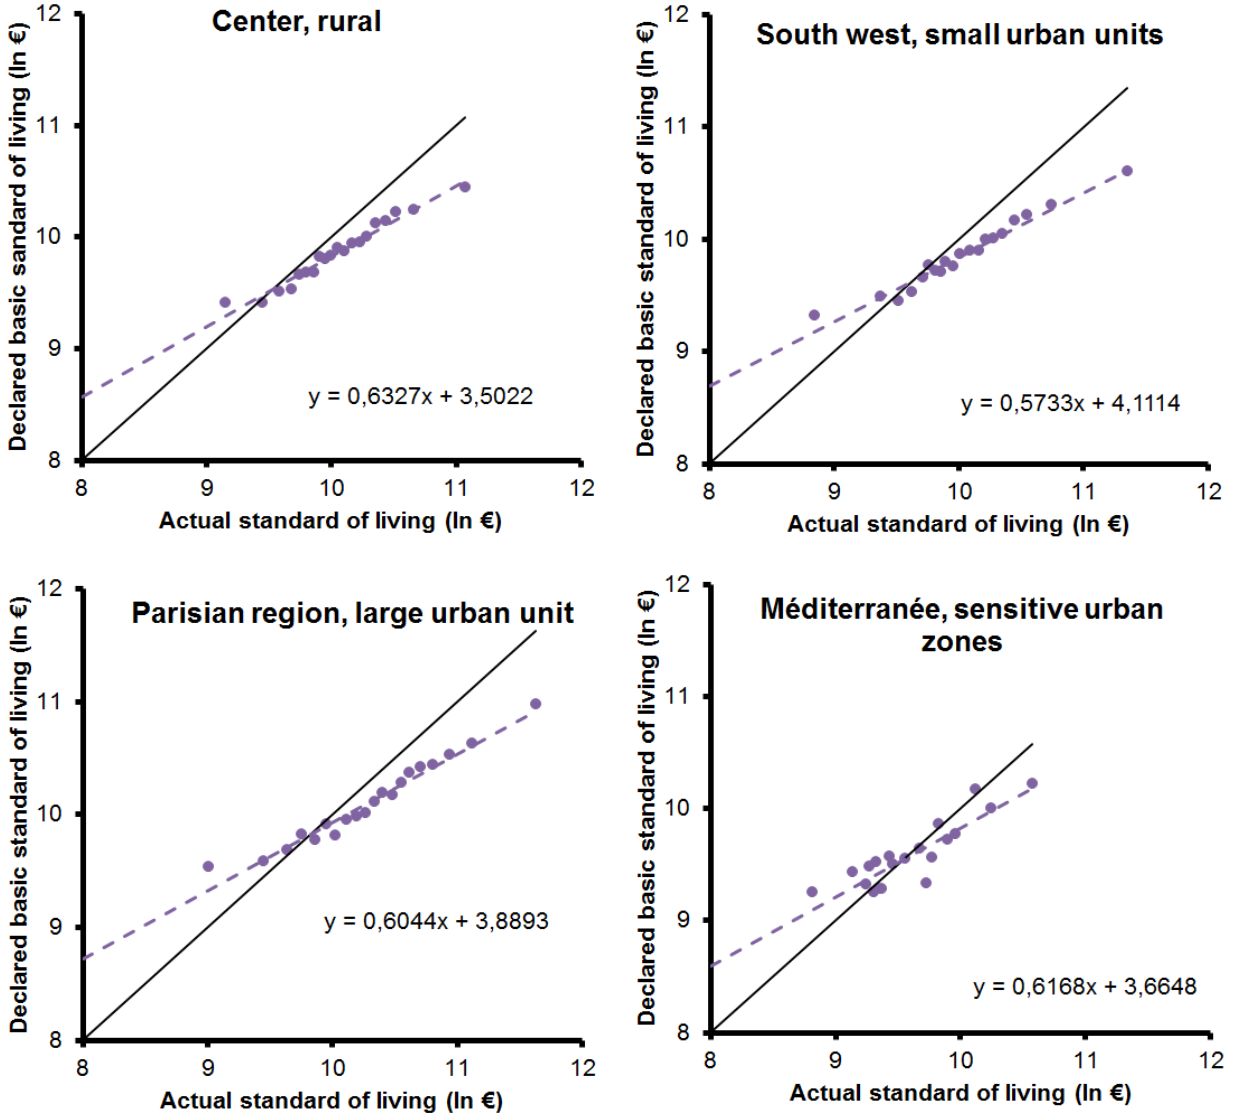 Center, rural
Declared basic sandard of living (ln €)
12
11
10
9
8
y = 0,6327x + 3,5022
8 9 10 11 12
Actual standard of living (ln €)
South west, small urban units
Declared basic standard of living (ln €)
12
11
10
9
8
y = 0,5733x + 4,1114
8 9 10 11 12
Actual standard of living (ln €)
Parisian region, large urban unit
Declared basic standard of living (ln €)
12
11
10
9
8
y = 0,6044x + 3,8893
8 9 10 11 12
Actual standard of living (ln €)
Méditerranée, sensitive urban
zones
Declared basic standard of living (ln €)
12
11
10
9
8
y = 0,6168x + 3,6648
8 9 10 11 12
Actual standard of living (ln €)